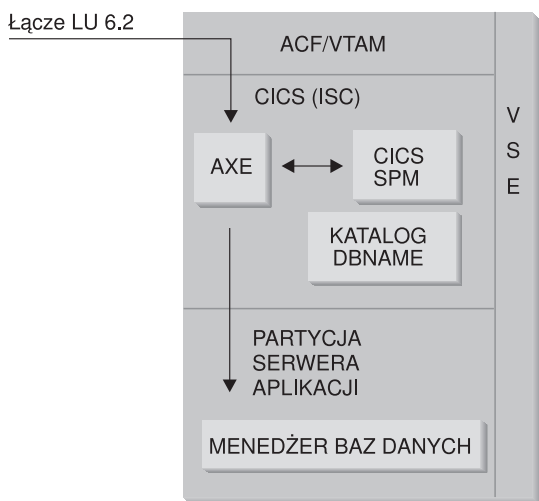 Łącze LU 6.2
ACF/VTAM
CICS (ISC)
V
S
E
AXE
CICS
SPM
KATALOG
DBNAME
PARTYCJA
SERWERA
APLIKACJI
MENEDŻER BAZ DANYCH